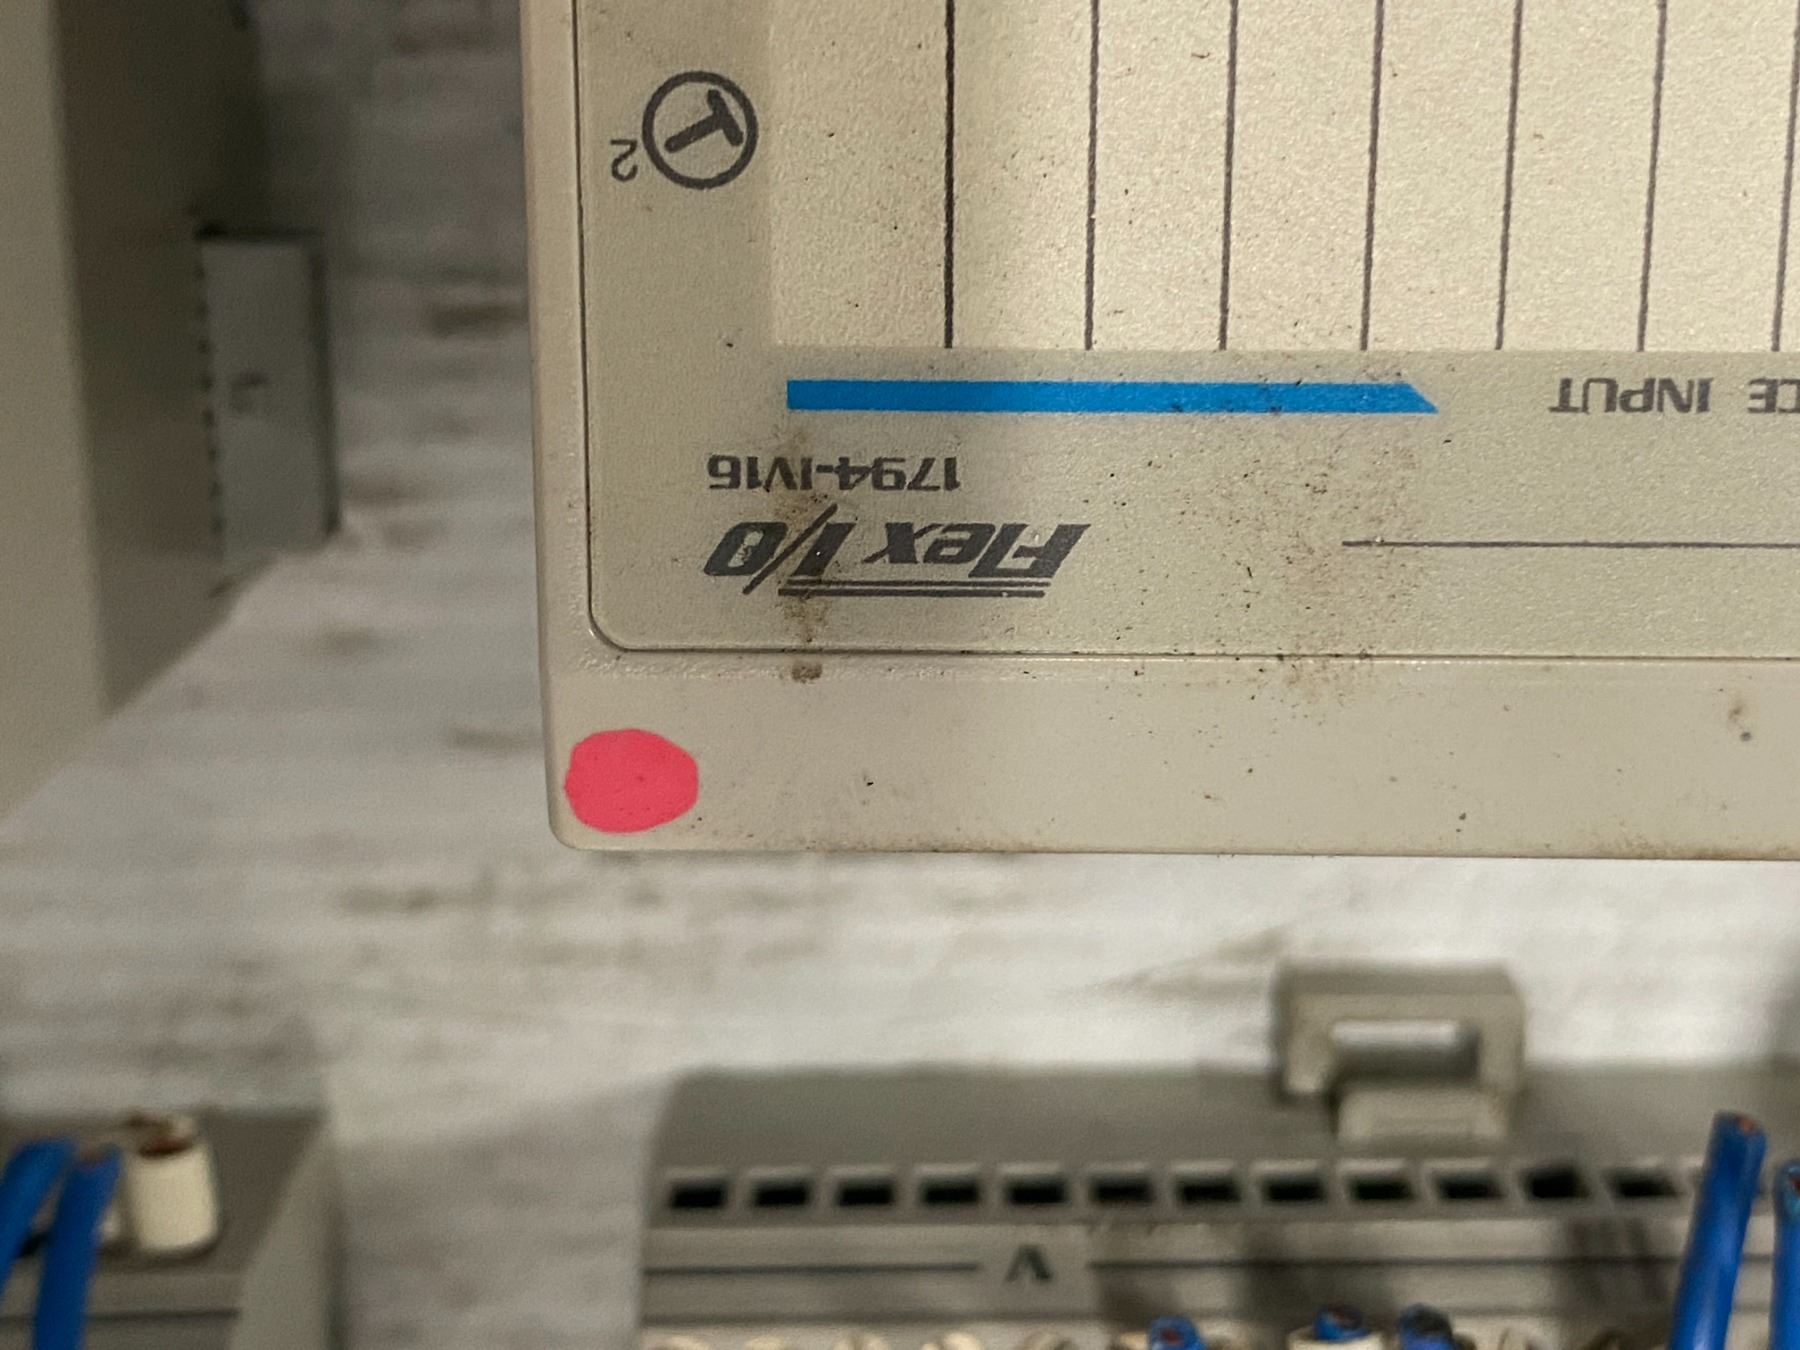 Flex I/O
1794-IV16
CE INPUT
2
V